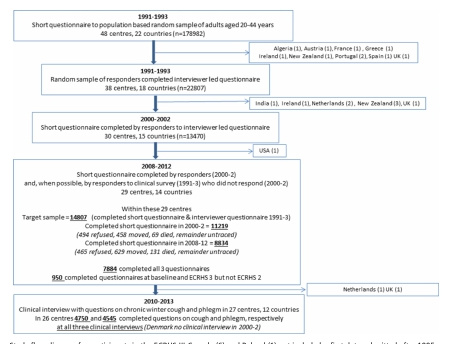 1991-1993
Short questionnaire to population based random sample of adults aged 20-44 years
48 centres, 22 countries (n=178982)
Algeria (1), Austria (1), France (1) , Greece (1)
Ireland (1), New Zealand (1), Portugal (2), Spain (1) UK (1)
1991-1993
Random sample of responders completed interviewer led questionnaire
38 centres, 18 countries (n=22807)
India (1), Ireland (1), Netherlands (2), New Zealand (3), UK (1)
2000-2002
Short questionnaire completed by responders to interviewer led questionnaire
30 centres, 15 countries (n=13470)
USA (1)
2008-2012
Short questionnaire completed by responders (2000-2)
and, when possible, by responders to clinical survey (1991-3) who did not respond (2000-2)
29 centres, 14 countries
Within these 29 centres
Target sample = 14807 (completed short questionnaire & interviewer questionnaire 1991-3)
Completed short questionnaire in 2000-2 = 11219
(494 refused, 458 moved, 69 died, remainder untraced)
Completed short questionnaire in 2008-12 = 8834
(465 refused, 629 moved, 131 died, remainder untraced)
7884 completed all 3 questionnaires
950 completed questionnaires at baseline and ECRHS 3 but not ECRHS 2
Netherlands (1) UK (1)
2010-2013
Clinical interview with questions on chronic winter cough and phlegm in 27 centres, 12 countries
In 26 centres 4750 and 4545 completed questions on cough and phlegm, respectively
at all three clinical interviews (Denmark no clinical interview in 2000-2)